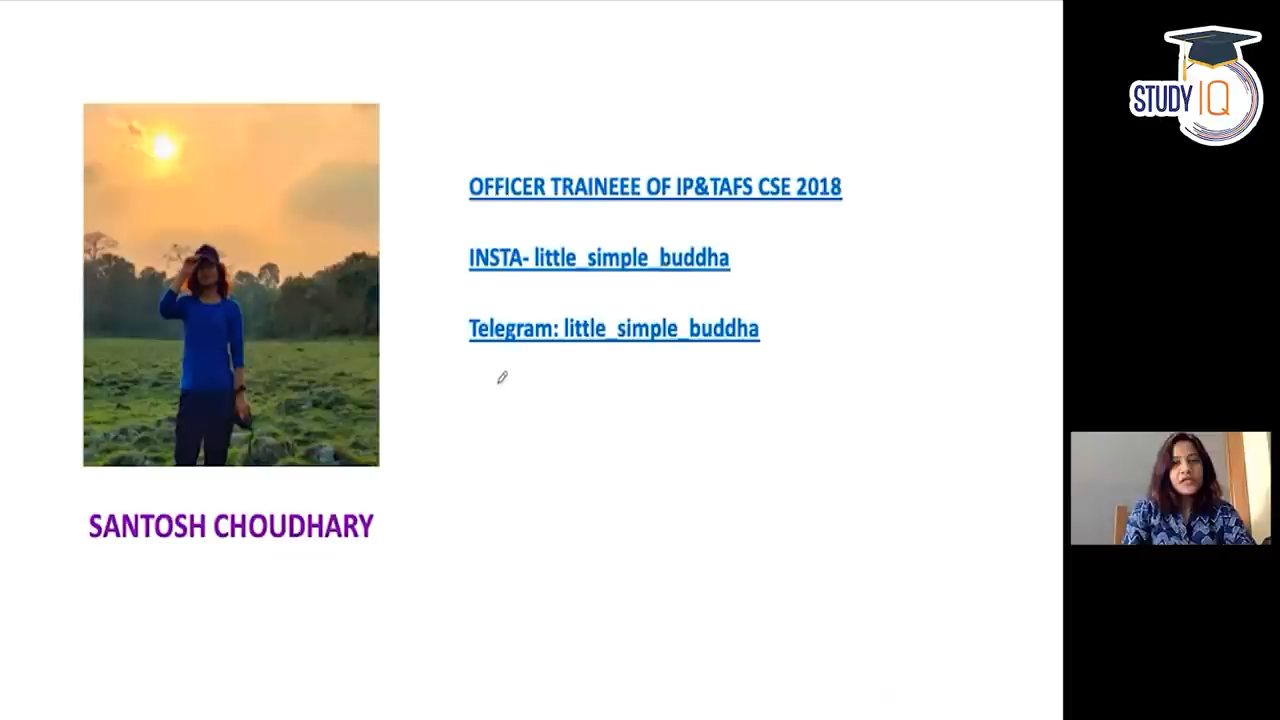 STUDY IQ
OFFICER TRAINEEE OF IP&TAFS CSE 2018
INSTA- little_simple_buddha
Telegram: little_simple_buddha
SANTOSH CHOUDHARY